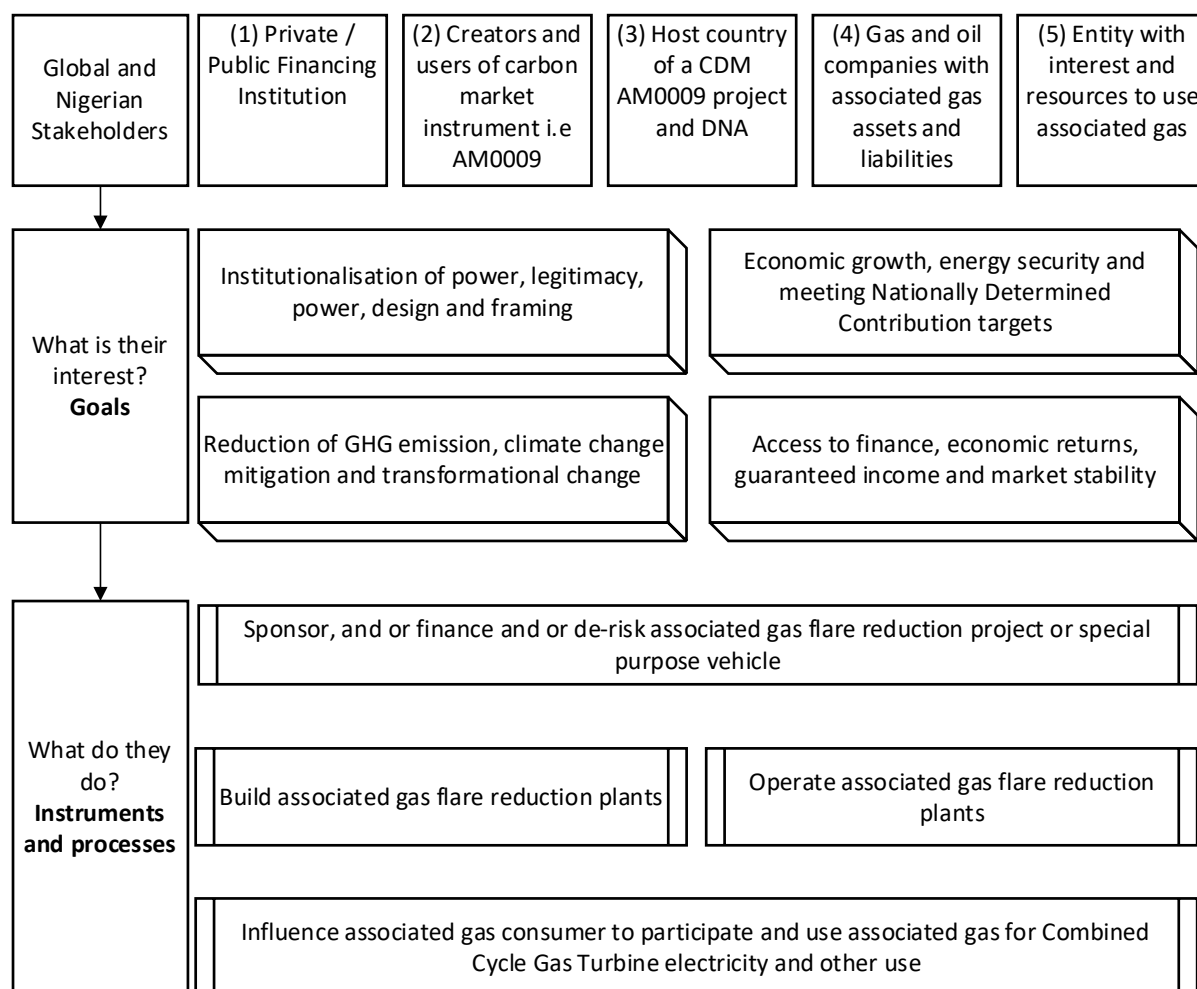 Global and
Nigerian
Stakeholders
(1) Private /
Public Financing
Institution
(2) Creators and
users of carbon
market
instrument i.e
AM0009
(3) Host country
of a CDM
AM0009 project
and DNA
(4) Gas and oil
companies with
associated gas
assets and
liabilities
(5) Entity with
interest and
resources to use
associated gas
What is their
interest?
Goals
Institutionalisation of power, legitimacy,
power, design and framing
Economic growth, energy security and
meeting Nationally Determined
Contribution targets
Reduction of GHG emission, climate change
mitigation and transformational change
Access to finance, economic returns,
guaranteed income and market stability
What do they
do?
Instruments
and processes
Sponsor, and or finance and or de-risk associated gas flare reduction project or special
purpose vehicle
Build associated gas flare reduction plants
Operate associated gas flare reduction
plants
Influence associated gas consumer to participate and use associated gas for Combined
Cycle Gas Turbine electricity and other use